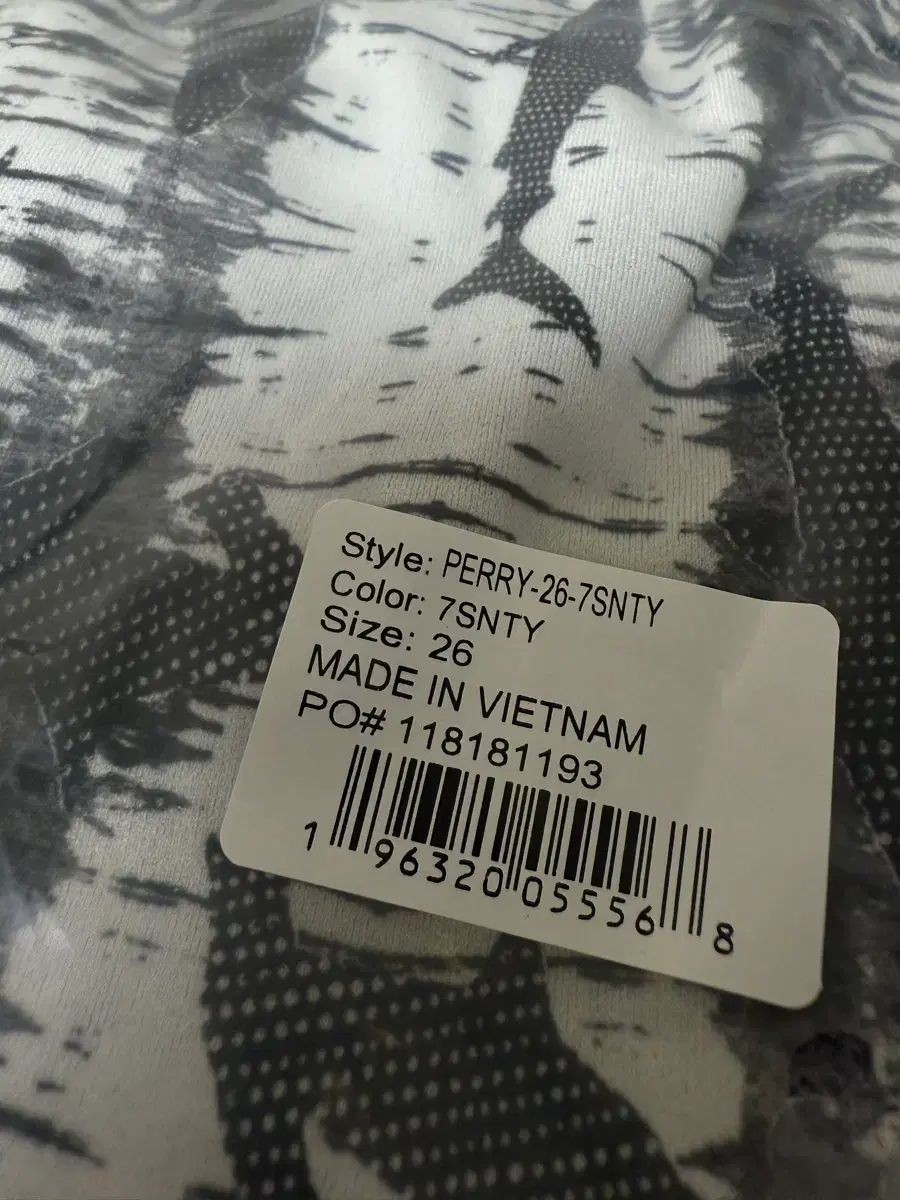 Style: PERRY-26-7SNTY
Color: 7SNTY
Size: 26
MADE IN VIETNAM
PO# 118181193
1 96320 05556 8